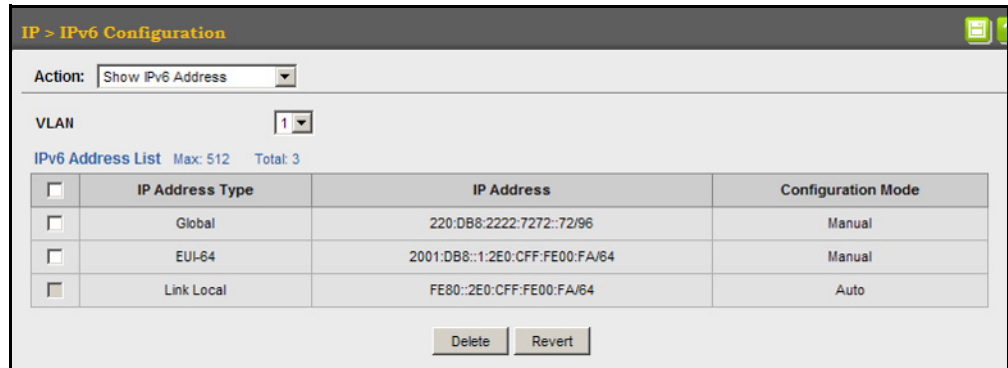 IP > IPv6 Configuration
Action: Show IPv6 Address
VLAN 1
IPv6 Address List Max: 512 Total: 3
IP Address Type IP Address Configuration Mode
Global 220:DB8:2222:7272::72/96 Manual
EUI-64 2001:DB8::1:2E0:CFF:FE00:FA/64 Manual
Link Local FE80::2E0:CFF:FE00:FA/64 Auto
Delete Revert